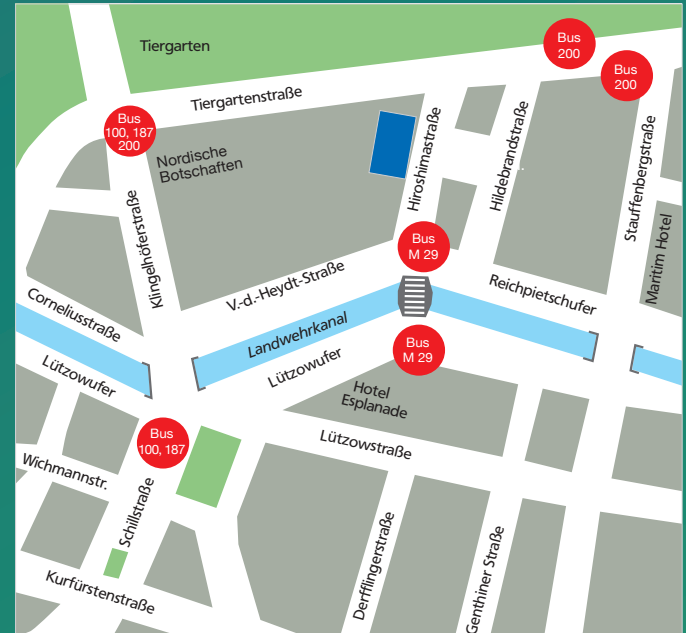 Tiergarten
Bus
200
Bus
200
Tiergartenstraße
Bus
100, 187
200
Nordische
Botschaften
Hiroshimastraße
Hildebrandstraße
Stauffenbergstraße
Maritim Hotel
Klingelhöferstraße
Bus
M 29
V.-d.-Heydt-Straße
Reichpietschufer
Corneliusstraße
Landwehrkanal
Lützowufer
Lützowufer
Bus
M 29
Hotel
Esplanade
Bus
100, 187
Lützowstraße
Wichmannstr.
Schillstraße
Derfflingerstraße
Genthiner Straße
Kurfürstenstraße